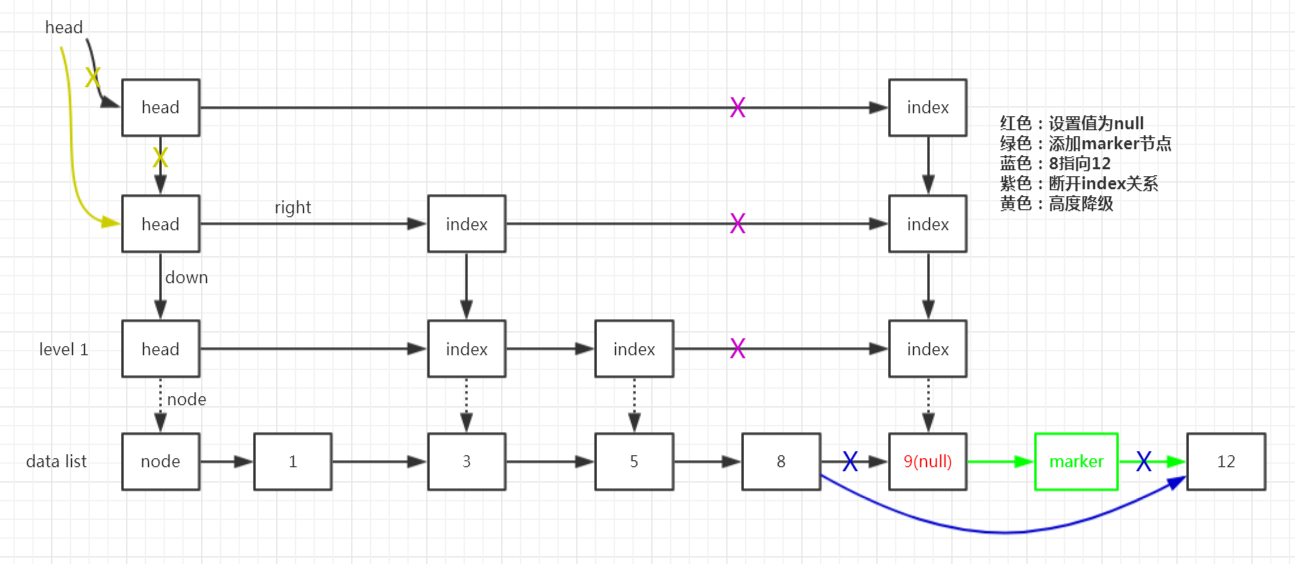 head
head
index
红色：设置值为null
绿色：添加marker节点
蓝色：8指向12
紫色：断开index关系
黄色：高度降级
X
X
X
head
right
index
X
index
down
level 1
head
index
index
X
index
node
data list
node
1
3
5
8
X
9(null)
marker
X
12